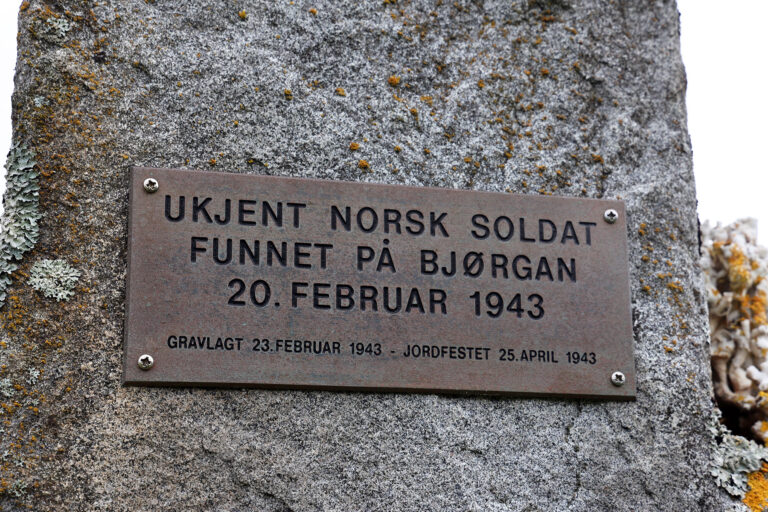 UKJENT NORSK SOLDAT
FUNNET PÅ BJØRGAN
20. FEBRUAR 1943
GRAVLAGT 23.FEBRUAR 1943 - JORDFESTET 25.APRIL 1943